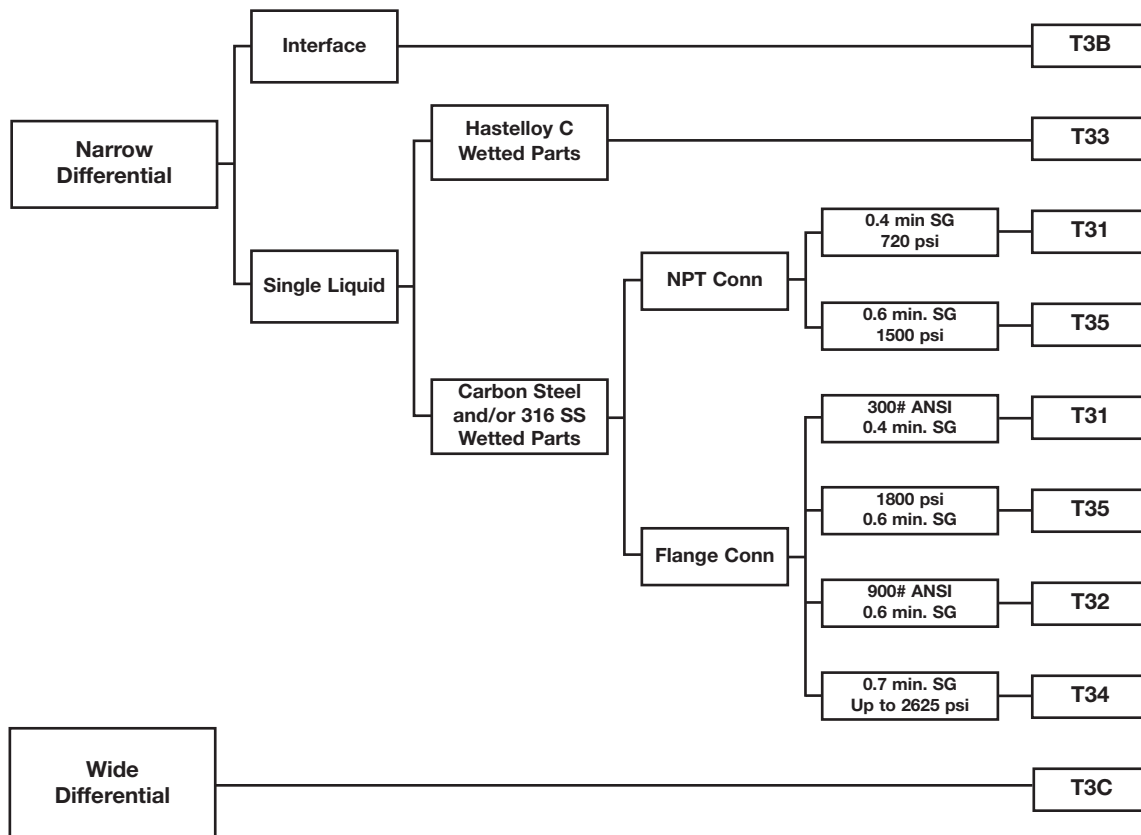 Interface
T3B
Narrow
Differential
Hastelloy C
Wetted Parts
T33
Single Liquid
NPT Conn
0.4 min SG
720 psi
T31
0.6 min. SG
1500 psi
T35
Carbon Steel
and/or 316 SS
Wetted Parts
300# ANSI
0.4 min. SG
T31
Flange Conn
1800 psi
0.6 min. SG
T35
900# ANSI
0.6 min. SG
T32
0.7 min. SG
Up to 2625 psi
T34
Wide
Differential
T3C